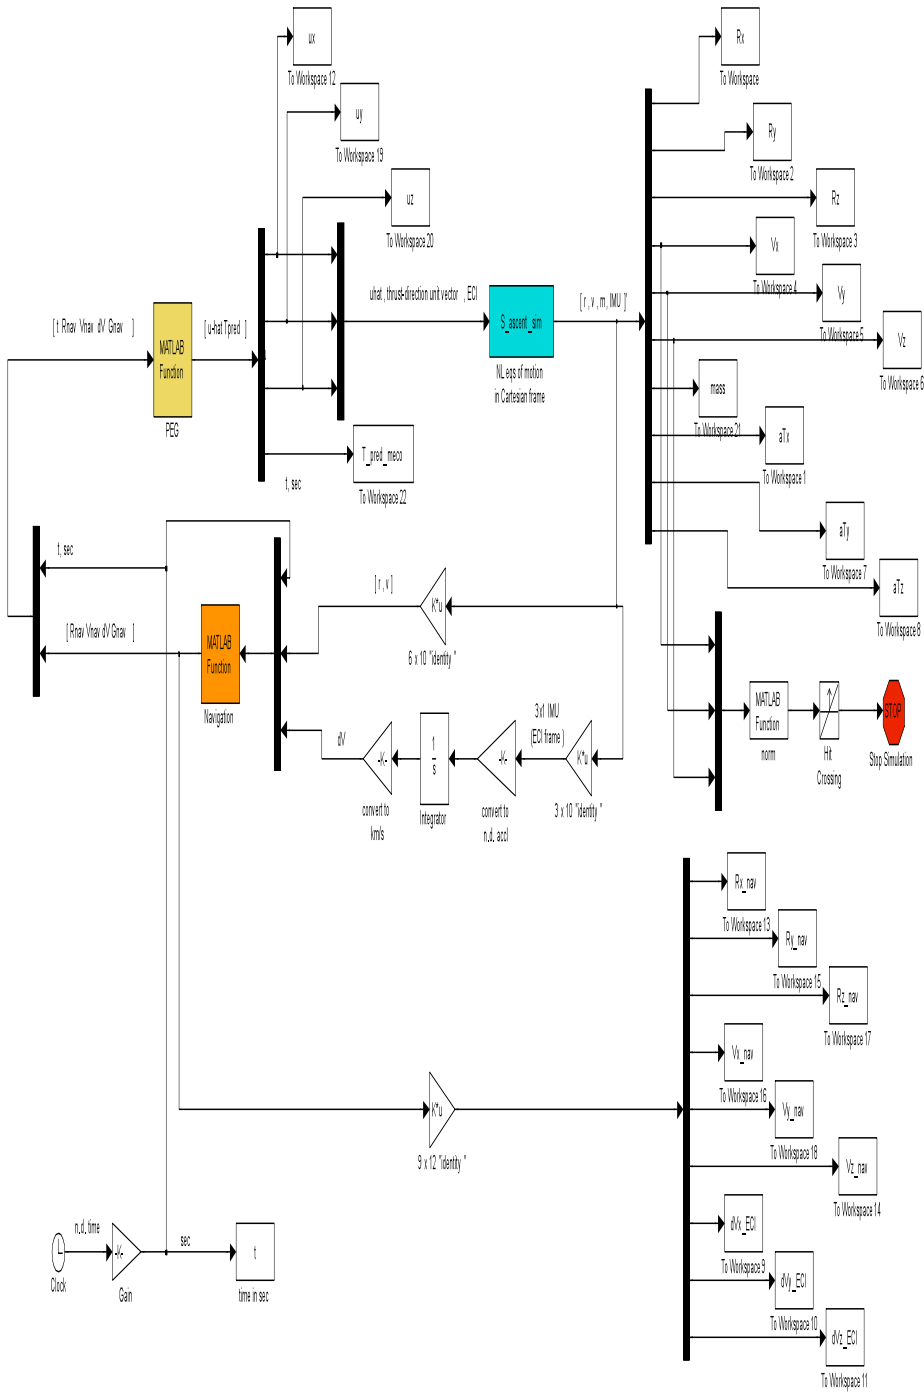 ux
To Workspace 12
uy
To Workspace 19
uz
To Workspace 20
Rx
To Workspace
Ry
To Workspace 2
Rz
To Workspace 3
Vx
To Workspace 4
Vy
To Workspace 5
Vz
To Workspace 6
mass
To Workspace 21
aTx
To Workspace 1
aTy
To Workspace 7
aTz
To Workspace 8
[ t Rnav Vnav dV Gnav ]
MATLAB
Function
PEG
[ u-hat Tpred ]
uhat , thrust-direction unit vector , ECI
S_ascent_sim
NL eqs of motion
in Cartesian frame
[ r , v , m, IMU ]'
T_pred_meco
To Workspace 22
t, sec
t, sec
[ Rnav Vnav dV Gnav ]
MATLAB
Function
Navigation
[ r , v ]
K*u
6 x 10 "identity "
dV
-K-
convert to
km/s
1
s
Integrator
-K-
convert to
n.d. accl
3x1 IMU
(ECI frame )
K*u
3 x 10 "identity "
MATLAB
Function
norm
Hit
Crossing
STOP
Stop Simulation
Rx_nav
To Workspace 13
Ry_nav
To Workspace 15
Rz_nav
To Workspace 17
Vx_nav
To Workspace 16
Vy_nav
To Workspace 18
Vz_nav
To Workspace 14
dVx_ECI
To Workspace 9
dVy_ECI
To Workspace 10
dVz_ECI
To Workspace 11
K*u
9 x 12 "identity "
Clock
n.d. time
-K-
Gain
sec
t
time in sec